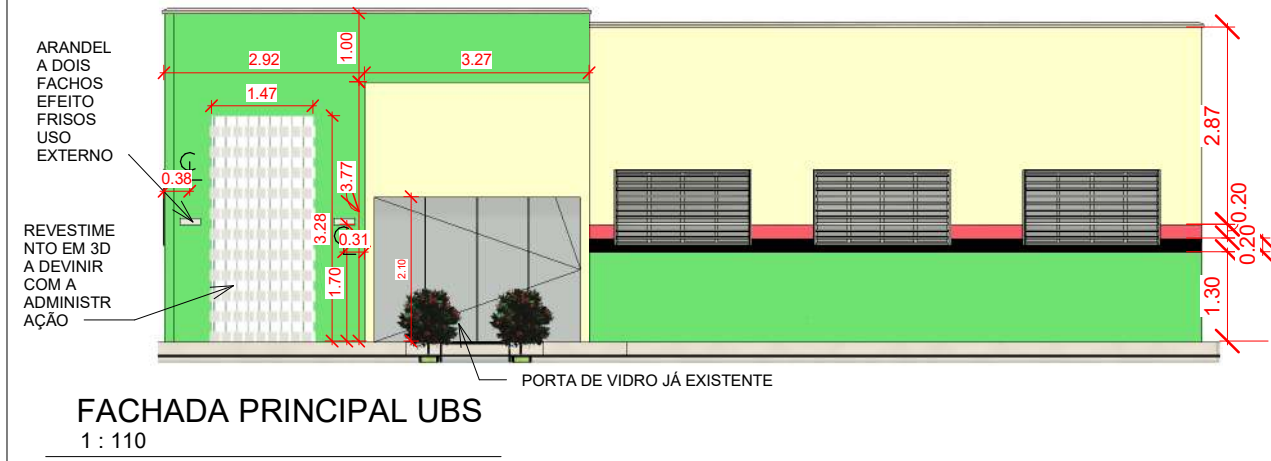 ARANDEL
A DOIS
FACHOS
EFEITO
FRISOS
USO
EXTERNO
REVESTIME
NTO EM 3D
A DEVINIR
COM A
ADMINISTR
AÇÃO
2.92
1.00
3.27
1.47
0.38
3.77
3.28
0.31
1.70
2.10
2.87
0.20
0.20
1.30
PORTA DE VIDRO JÁ EXISTENTE
FACHADA PRINCIPAL UBS
1 : 110